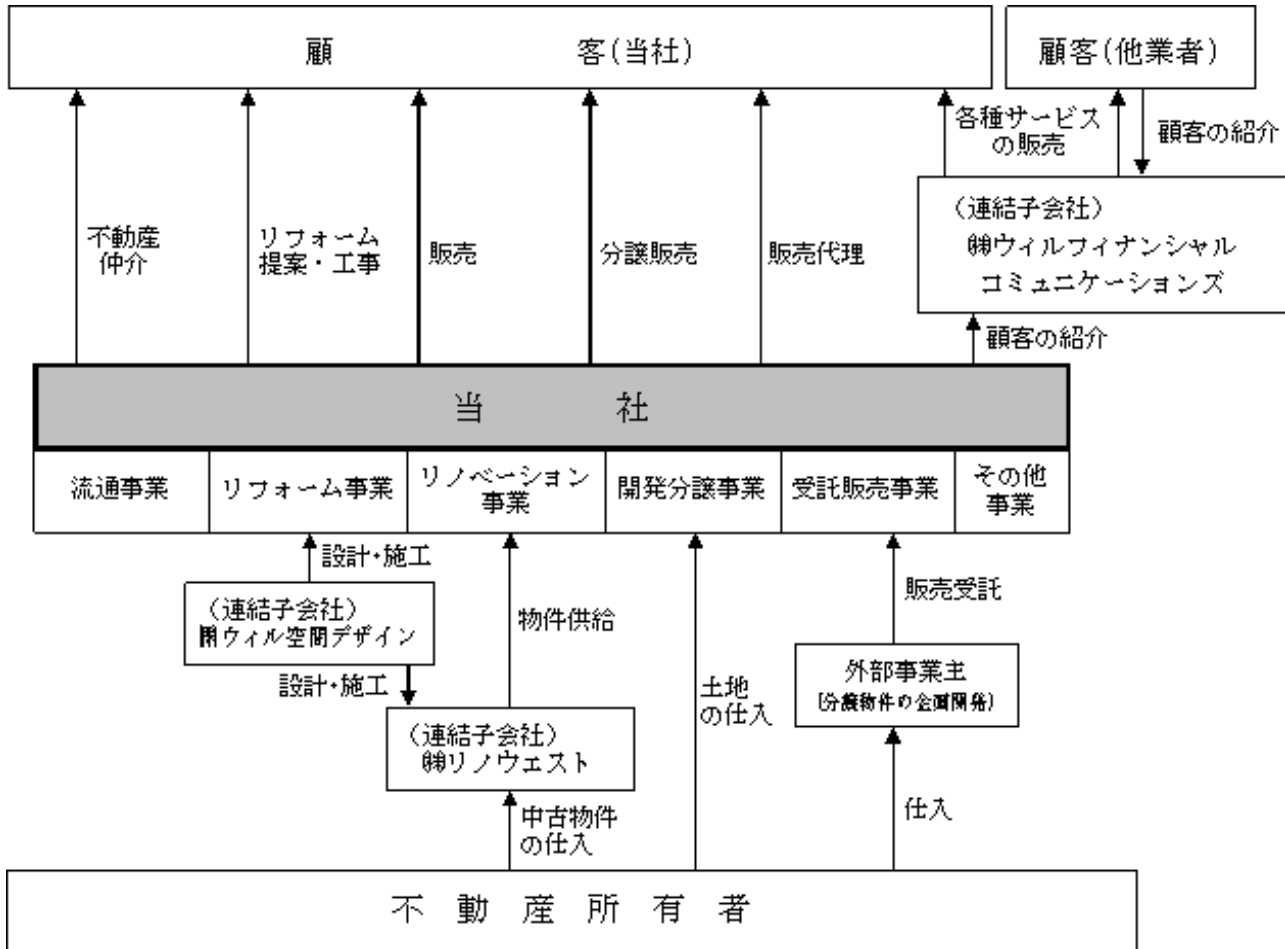 顧 客(当社)
顧客(他業者)
各種サービス
の販売
顧客の紹介
(連結子会社)
㈱ウィルフィナンシャル
コミュニケーションズ
不動産
仲介
リフォーム
提案・工事
販売
分譲販売
販売代理
顧客の紹介
当 社
流通事業
リフォーム事業
リノベーション
事業
開発分譲事業
受託販売事業
その他
事業
設計・施工
(連結子会社)
㈱ウィル空間デザイン
設計・施工
物件供給
販売受託
外部事業主
(分譲物件の企画開発)
土地
の仕入
(連結子会社)
㈱リノウエスト
中古物件
の仕入
仕入
不 動 産 所 有 者